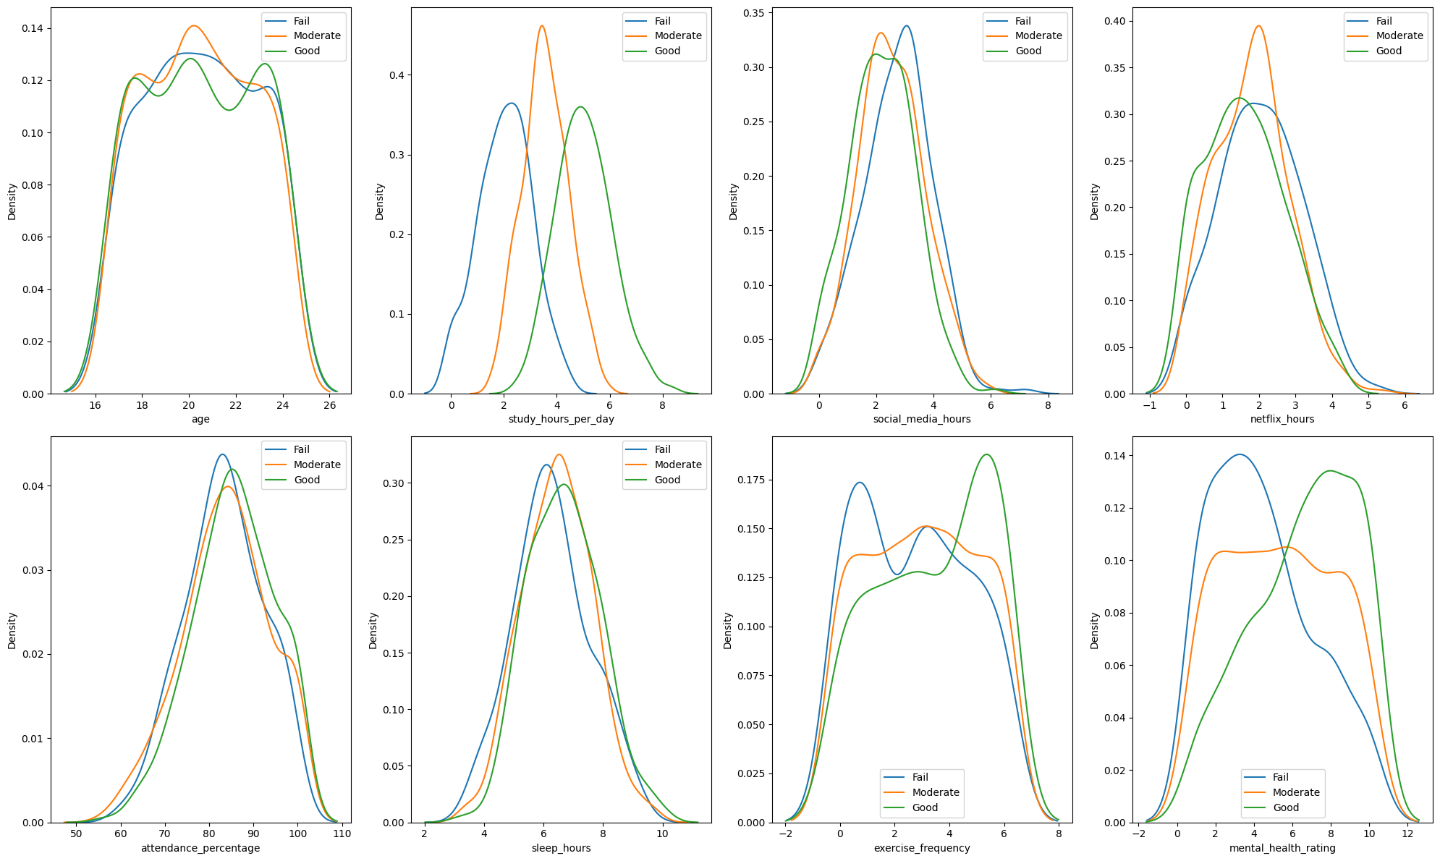 Fail
Moderate
Good
Density
0.00
0.02
0.04
0.06
0.08
0.10
0.12
0.14
16
18
20
22
24
26
age
Fail
Moderate
Good
Density
0.0
0.1
0.2
0.3
0.4
0
2
4
6
8
study_hours_per_day
Fail
Moderate
Good
Density
0.00
0.05
0.10
0.15
0.20
0.25
0.30
0.35
0
2
4
6
8
social_media_hours
Fail
Moderate
Good
Density
0.00
0.05
0.10
0.15
0.20
0.25
0.30
0.35
0.40
−1
0
1
2
3
4
5
6
netflix_hours
Fail
Moderate
Good
Density
0.00
0.01
0.02
0.03
0.04
50
60
70
80
90
100
110
attendance_percentage
Fail
Moderate
Good
Density
0.00
0.05
0.10
0.15
0.20
0.25
0.30
2
4
6
8
10
sleep_hours
Fail
Moderate
Good
Density
0.000
0.025
0.050
0.075
0.100
0.125
0.150
0.175
−2
0
2
4
6
8
exercise_frequency
Fail
Moderate
Good
Density
0.00
0.02
0.04
0.06
0.08
0.10
0.12
0.14
−2
0
2
4
6
8
10
12
mental_health_rating